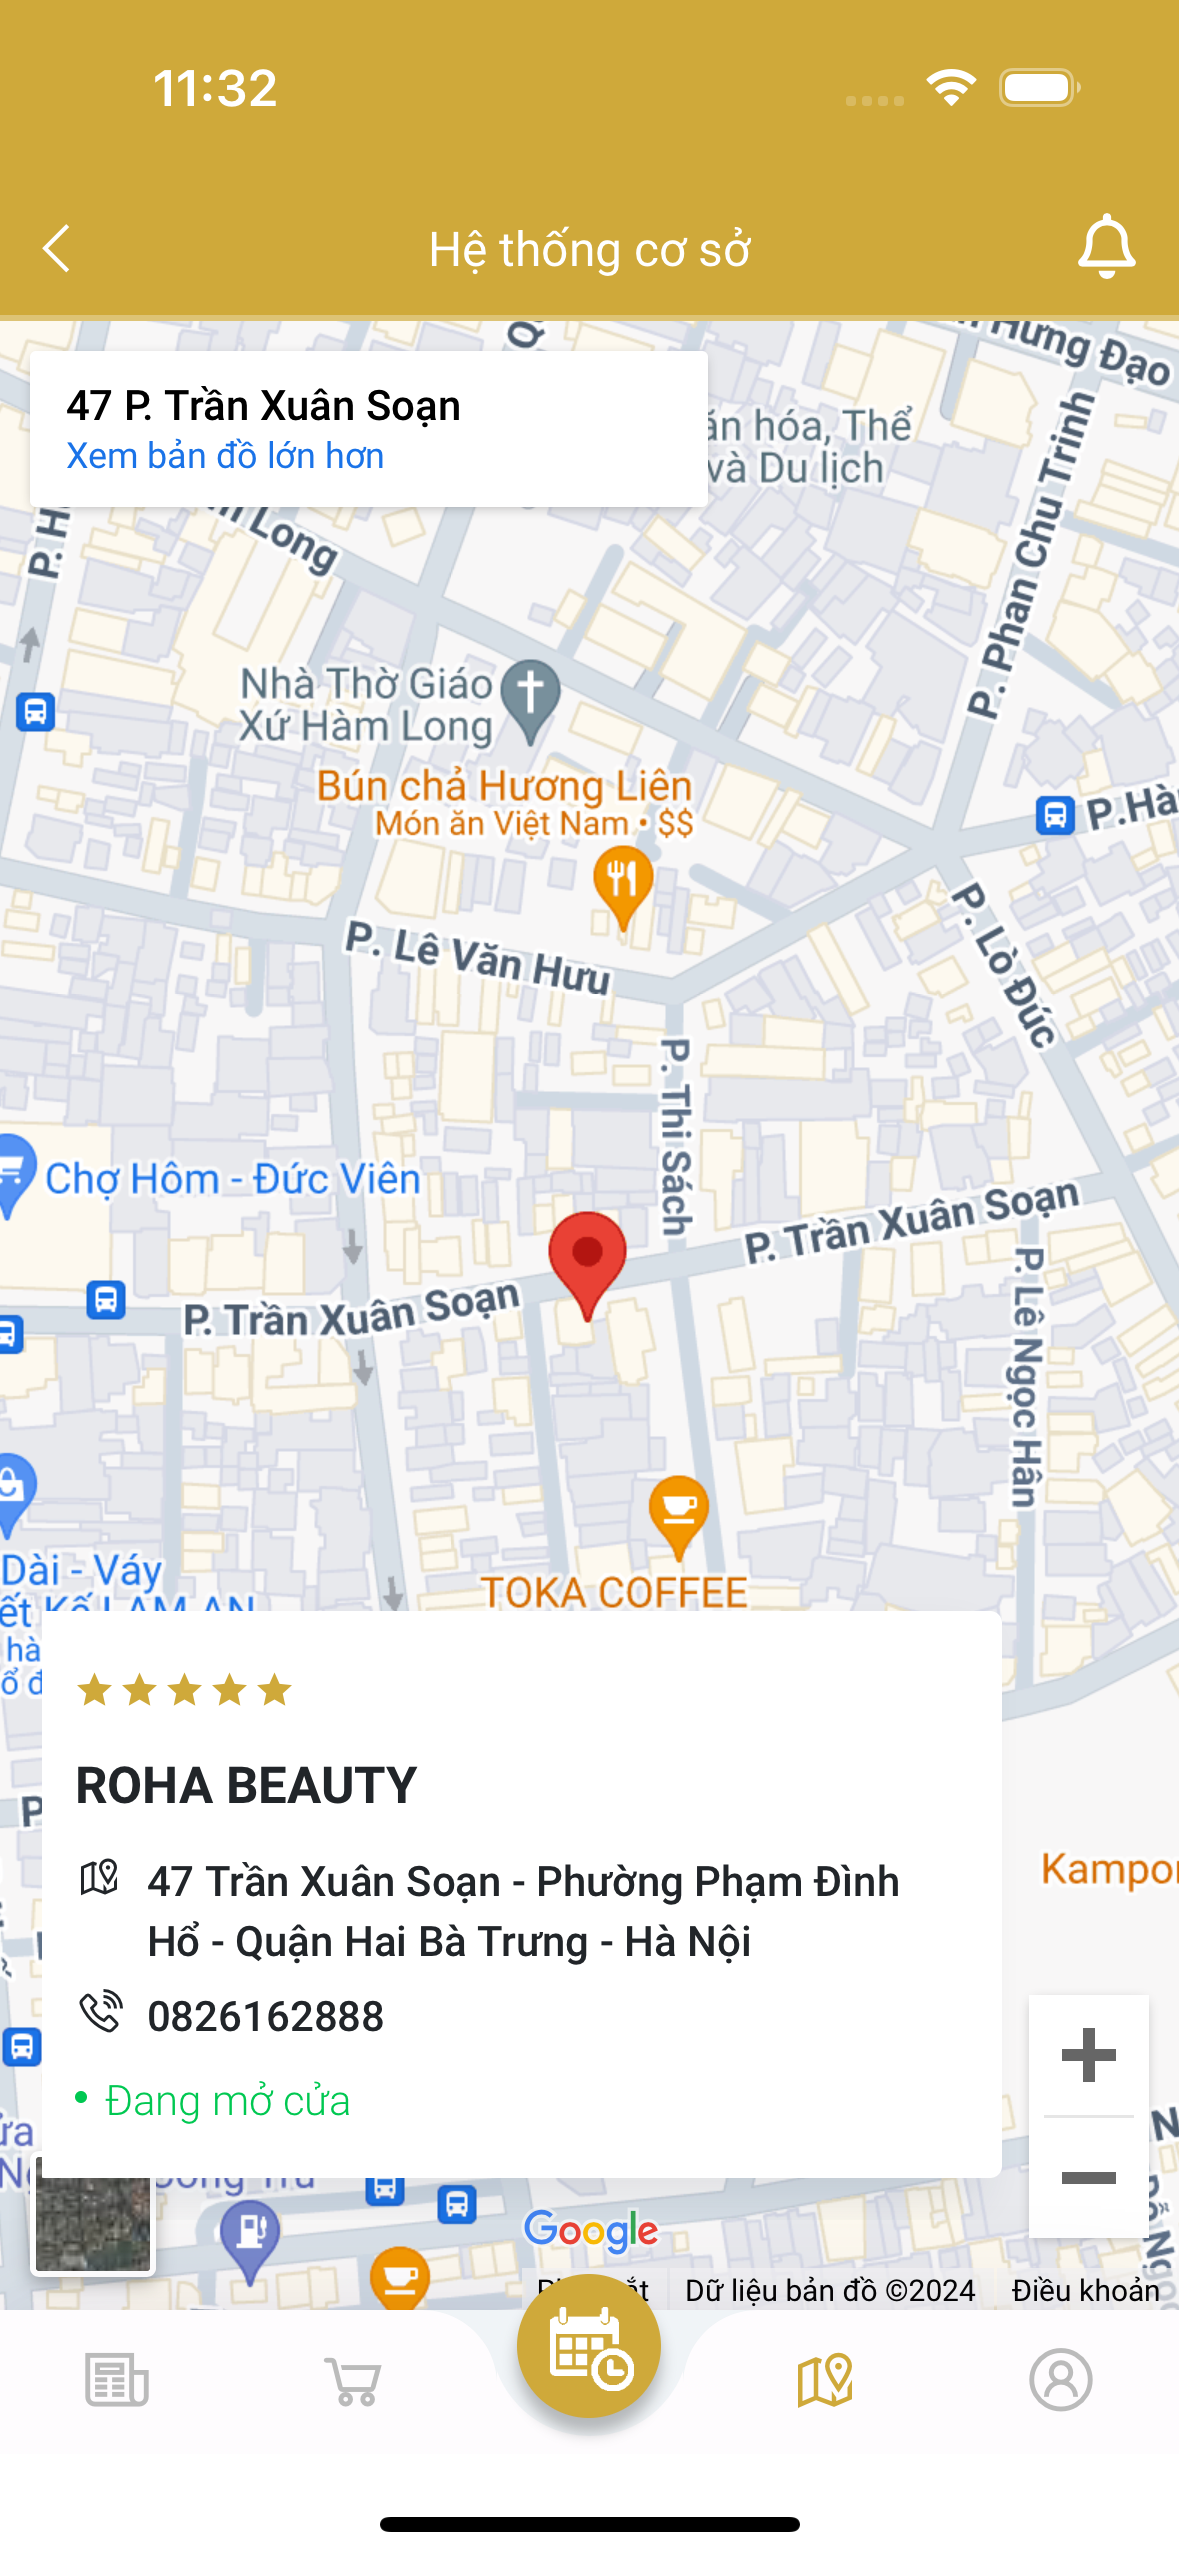 11:32
Hệ thống cơ sở
Hưng Đạo
47 P. Trần Xuân Soạn
Xem bản đồ lớn hơn
hóa, Thể
và Du lịch
P. Phan Chu Trinh
P.
Long
Nhà Thờ Giáo
Xứ Hàm Long
Bún chả Hương Liên
Món ăn Việt Nam • $$
P. Lê Văn Hưu
P. Lò Đúc
P. Thi Sách
Chợ Hôm - Đức Viên
P. Trần Xuân Soạn
P. Trần Xuân Soạn
P. Lê Ngọc Hân
Dài - Váy
TOKA COFFEE
ROHA BEAUTY
47 Trần Xuân Soạn - Phường Phạm Đình
Hổ - Quận Hai Bà Trưng - Hà Nội
0826162888
• Đang mở cửa
Google
Dữ liệu bản đồ ©2024
Điều khoản